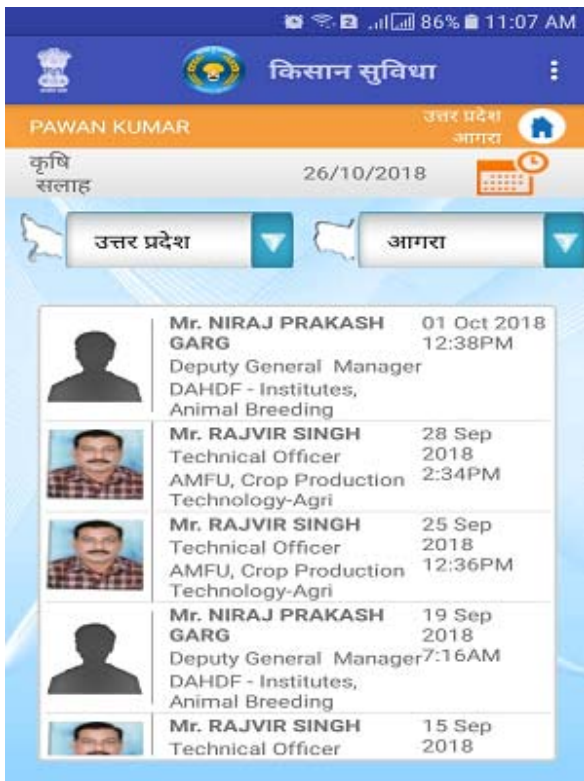 86% 11:07 AM
किसान सुविधा
PAWAN KUMAR
उत्तर प्रदेश
आगरा
कृषि
सलाह
26/10/2018
उत्तर प्रदेश
आगरा
Mr. NIRAJ PRAKASH
GARG
01 Oct 2018
12:38PM
Deputy General Manager
DAHDF - Institutes,
Animal Breeding
Mr. RAJVIR SINGH
28 Sep
2018
2:34PM
Technical Officer
AMFU, Crop Production
Technology-Agri
Mr. RAJVIR SINGH
25 Sep
2018
12:36PM
Technical Officer
AMFU, Crop Production
Technology-Agri
Mr. NIRAJ PRAKASH
GARG
19 Sep
2018
7:16AM
Deputy General Manager
DAHDF - Institutes,
Animal Breeding
Mr. RAJVIR SINGH
15 Sep
2018
Technical Officer